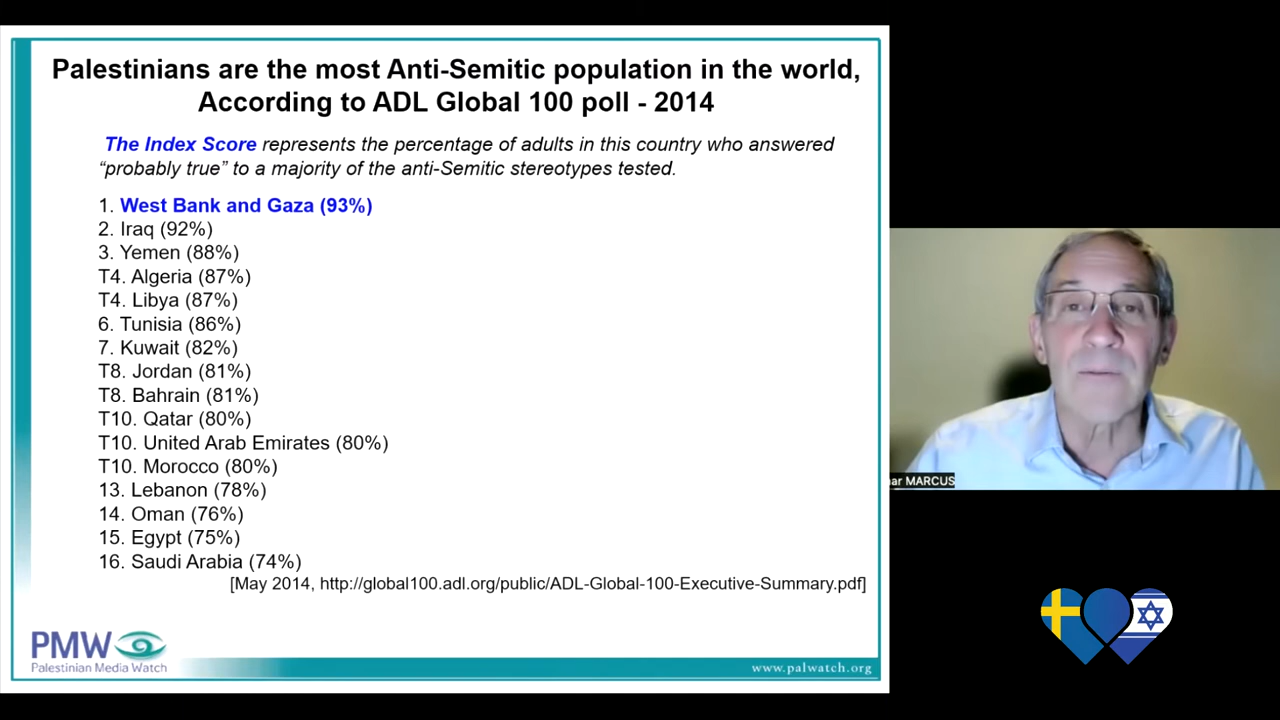 Palestinians are the most Anti-Semitic population in the world,
According to ADL Global 100 poll - 2014
The Index Score represents the percentage of adults in this country who answered
“probably true” to a majority of the anti-Semitic stereotypes tested.
1. West Bank and Gaza (93%)
2. Iraq (92%)
3. Yemen (88%)
T4. Algeria (87%)
T4. Libya (87%)
6. Tunisia (86%)
7. Kuwait (82%)
T8. Jordan (81%)
T8. Bahrain (81%)
T10. Qatar (80%)
T10. United Arab Emirates (80%)
T10. Morocco (80%)
13. Lebanon (78%)
14. Oman (76%)
15. Egypt (75%)
16. Saudi Arabia (74%)
[May 2014, http://global100.adl.org/public/ADL-Global-100-Executive-Summary.pdf]
PMW
Palestinian Media Watch
www.palwatch.org
MARCUS